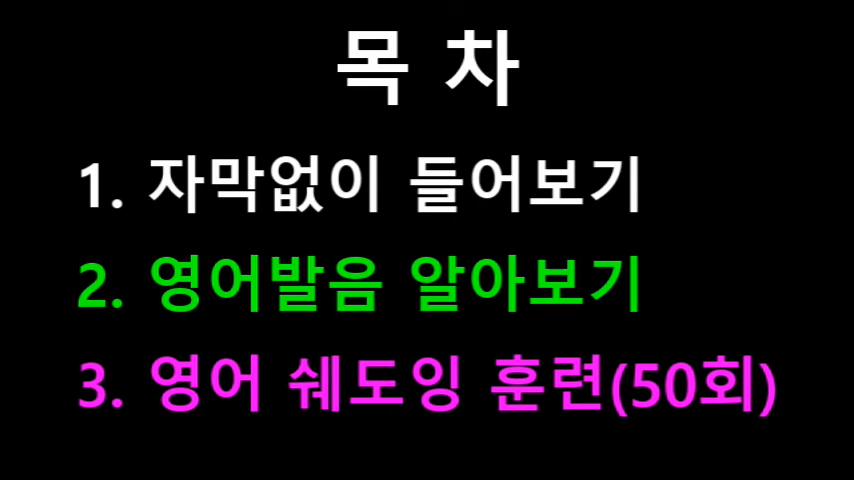 목 차
1. 자막없이 들어보기
2. 영어발음 알아보기
3. 영어 쉐도잉 훈련(50회)